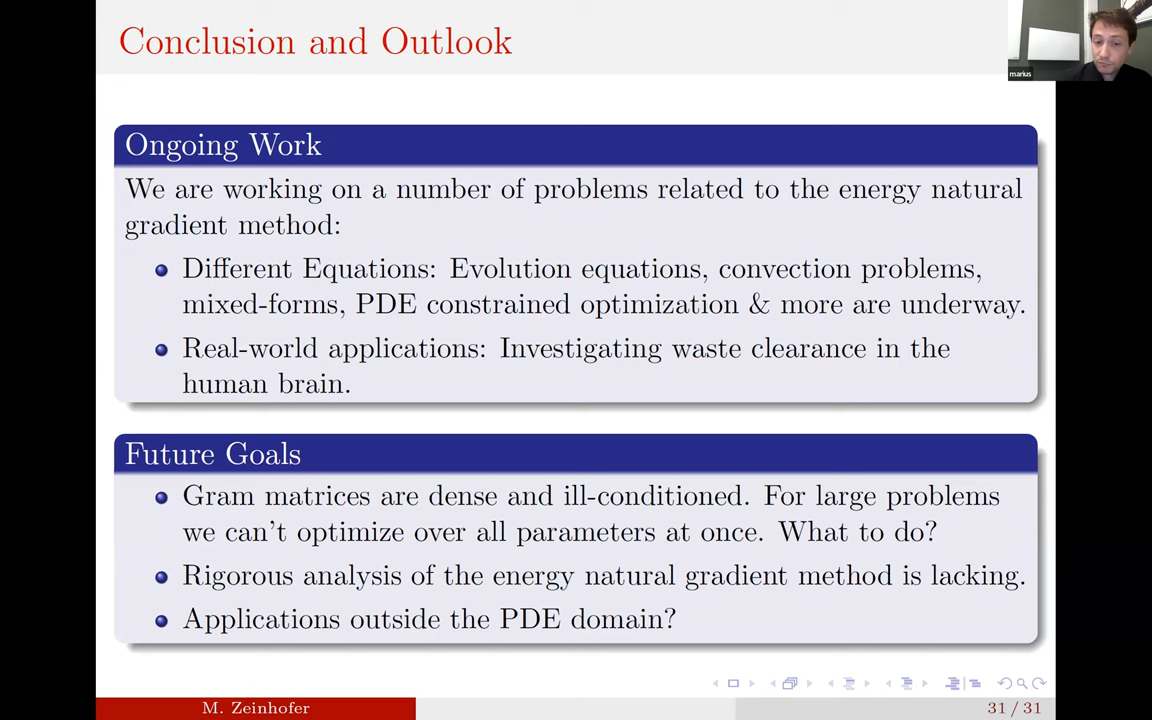 Conclusion and Outlook
marius
Ongoing Work
We are working on a number of problems related to the energy natural
gradient method:
Different Equations: Evolution equations, convection problems,
mixed-forms, PDE constrained optimization & more are underway.
Real-world applications: Investigating waste clearance in the
human brain.
Future Goals
Gram matrices are dense and ill-conditioned. For large problems
we can't optimize over all parameters at once. What to do?
Rigorous analysis of the energy natural gradient method is lacking.
Applications outside the PDE domain?
M. Zeinhofer
31 / 31